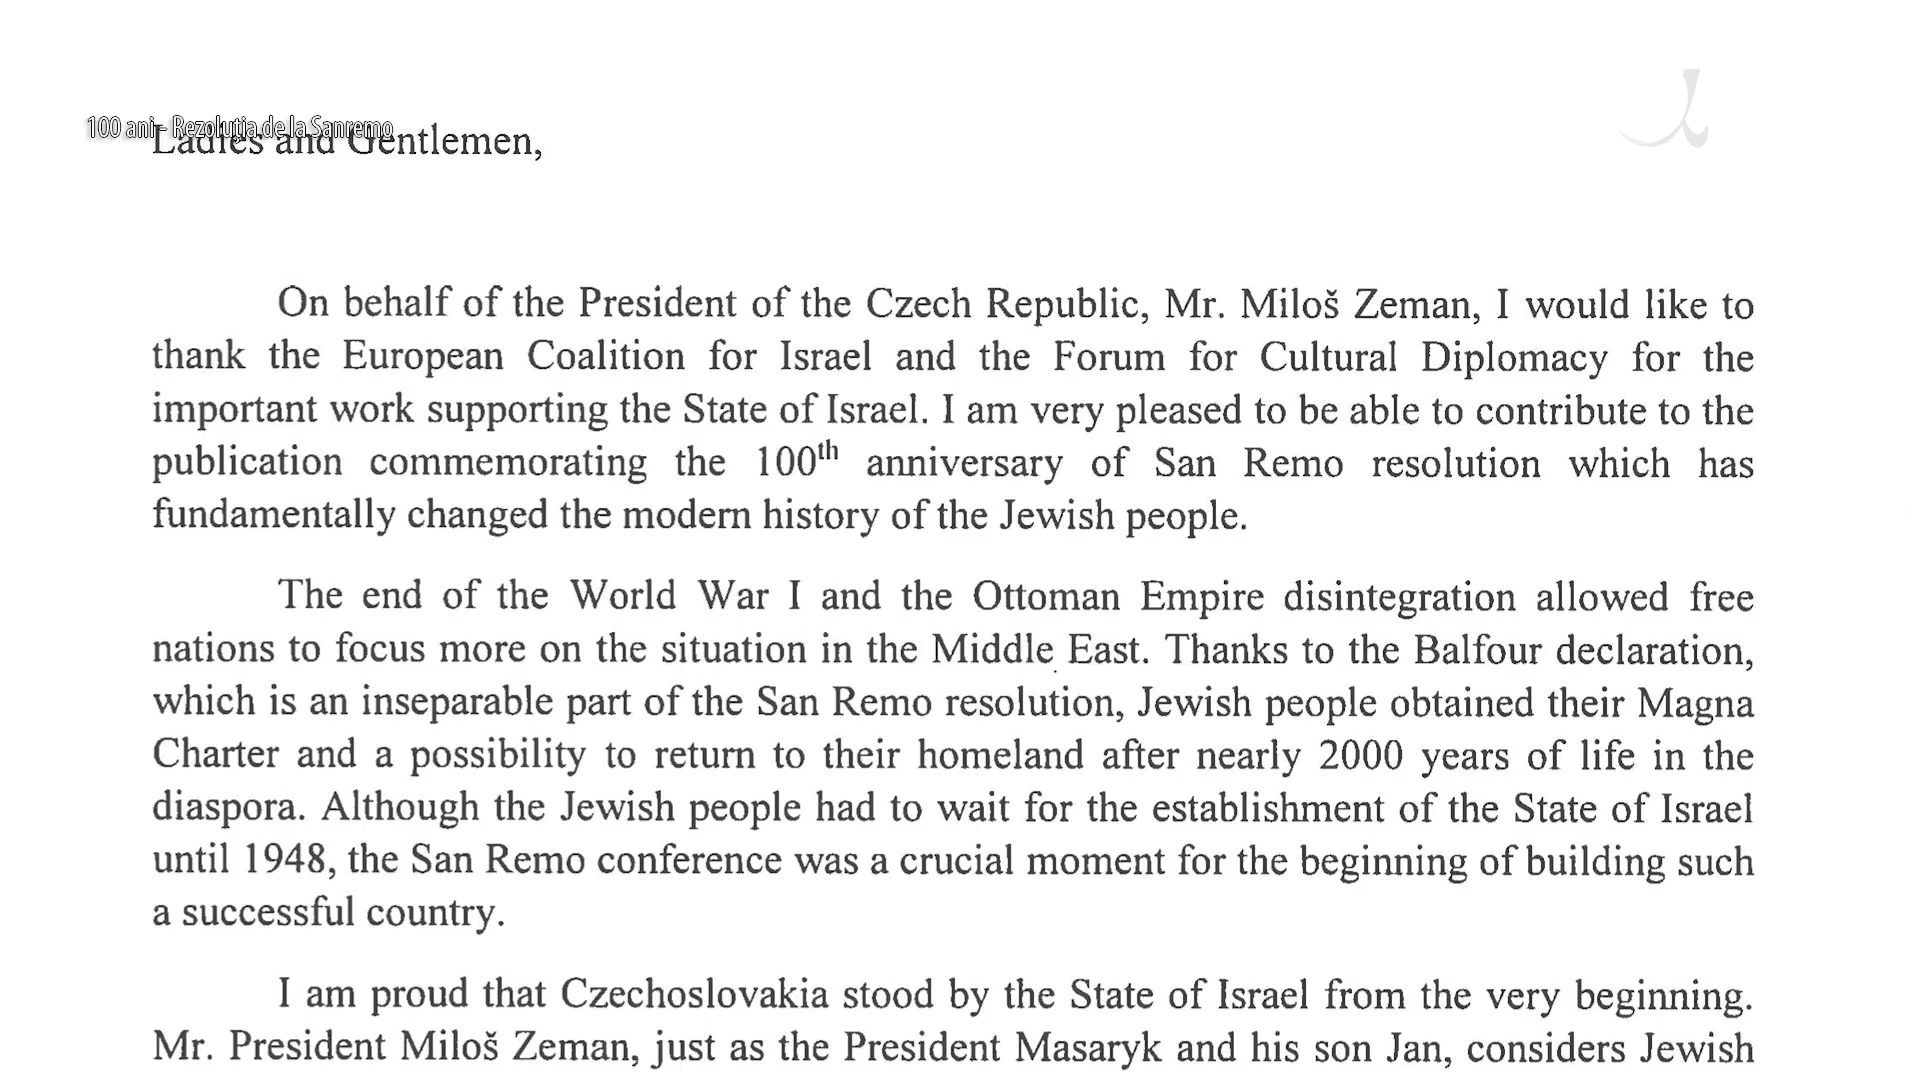 100 ani - Rezoluția de la Sanremo
Ladies and Gentlemen,
On behalf of the President of the Czech Republic, Mr. Miloš Zeman, I would like to
thank the European Coalition for Israel and the Forum for Cultural Diplomacy for the
important work supporting the State of Israel. I am very pleased to be able to contribute to the
publication commemorating the 100th anniversary of San Remo resolution which has
fundamentally changed the modern history of the Jewish people.
The end of the World War I and the Ottoman Empire disintegration allowed free
nations to focus more on the situation in the Middle East. Thanks to the Balfour declaration,
which is an inseparable part of the San Remo resolution, Jewish people obtained their Magna
Charter and a possibility to return to their homeland after nearly 2000 years of life in the
diaspora. Although the Jewish people had to wait for the establishment of the State of Israel
until 1948, the San Remo conference was a crucial moment for the beginning of building such
a successful country.
I am proud that Czechoslovakia stood by the State of Israel from the very beginning.
Mr. President Miloš Zeman, just as the President Masaryk and his son Jan, considers Jewish